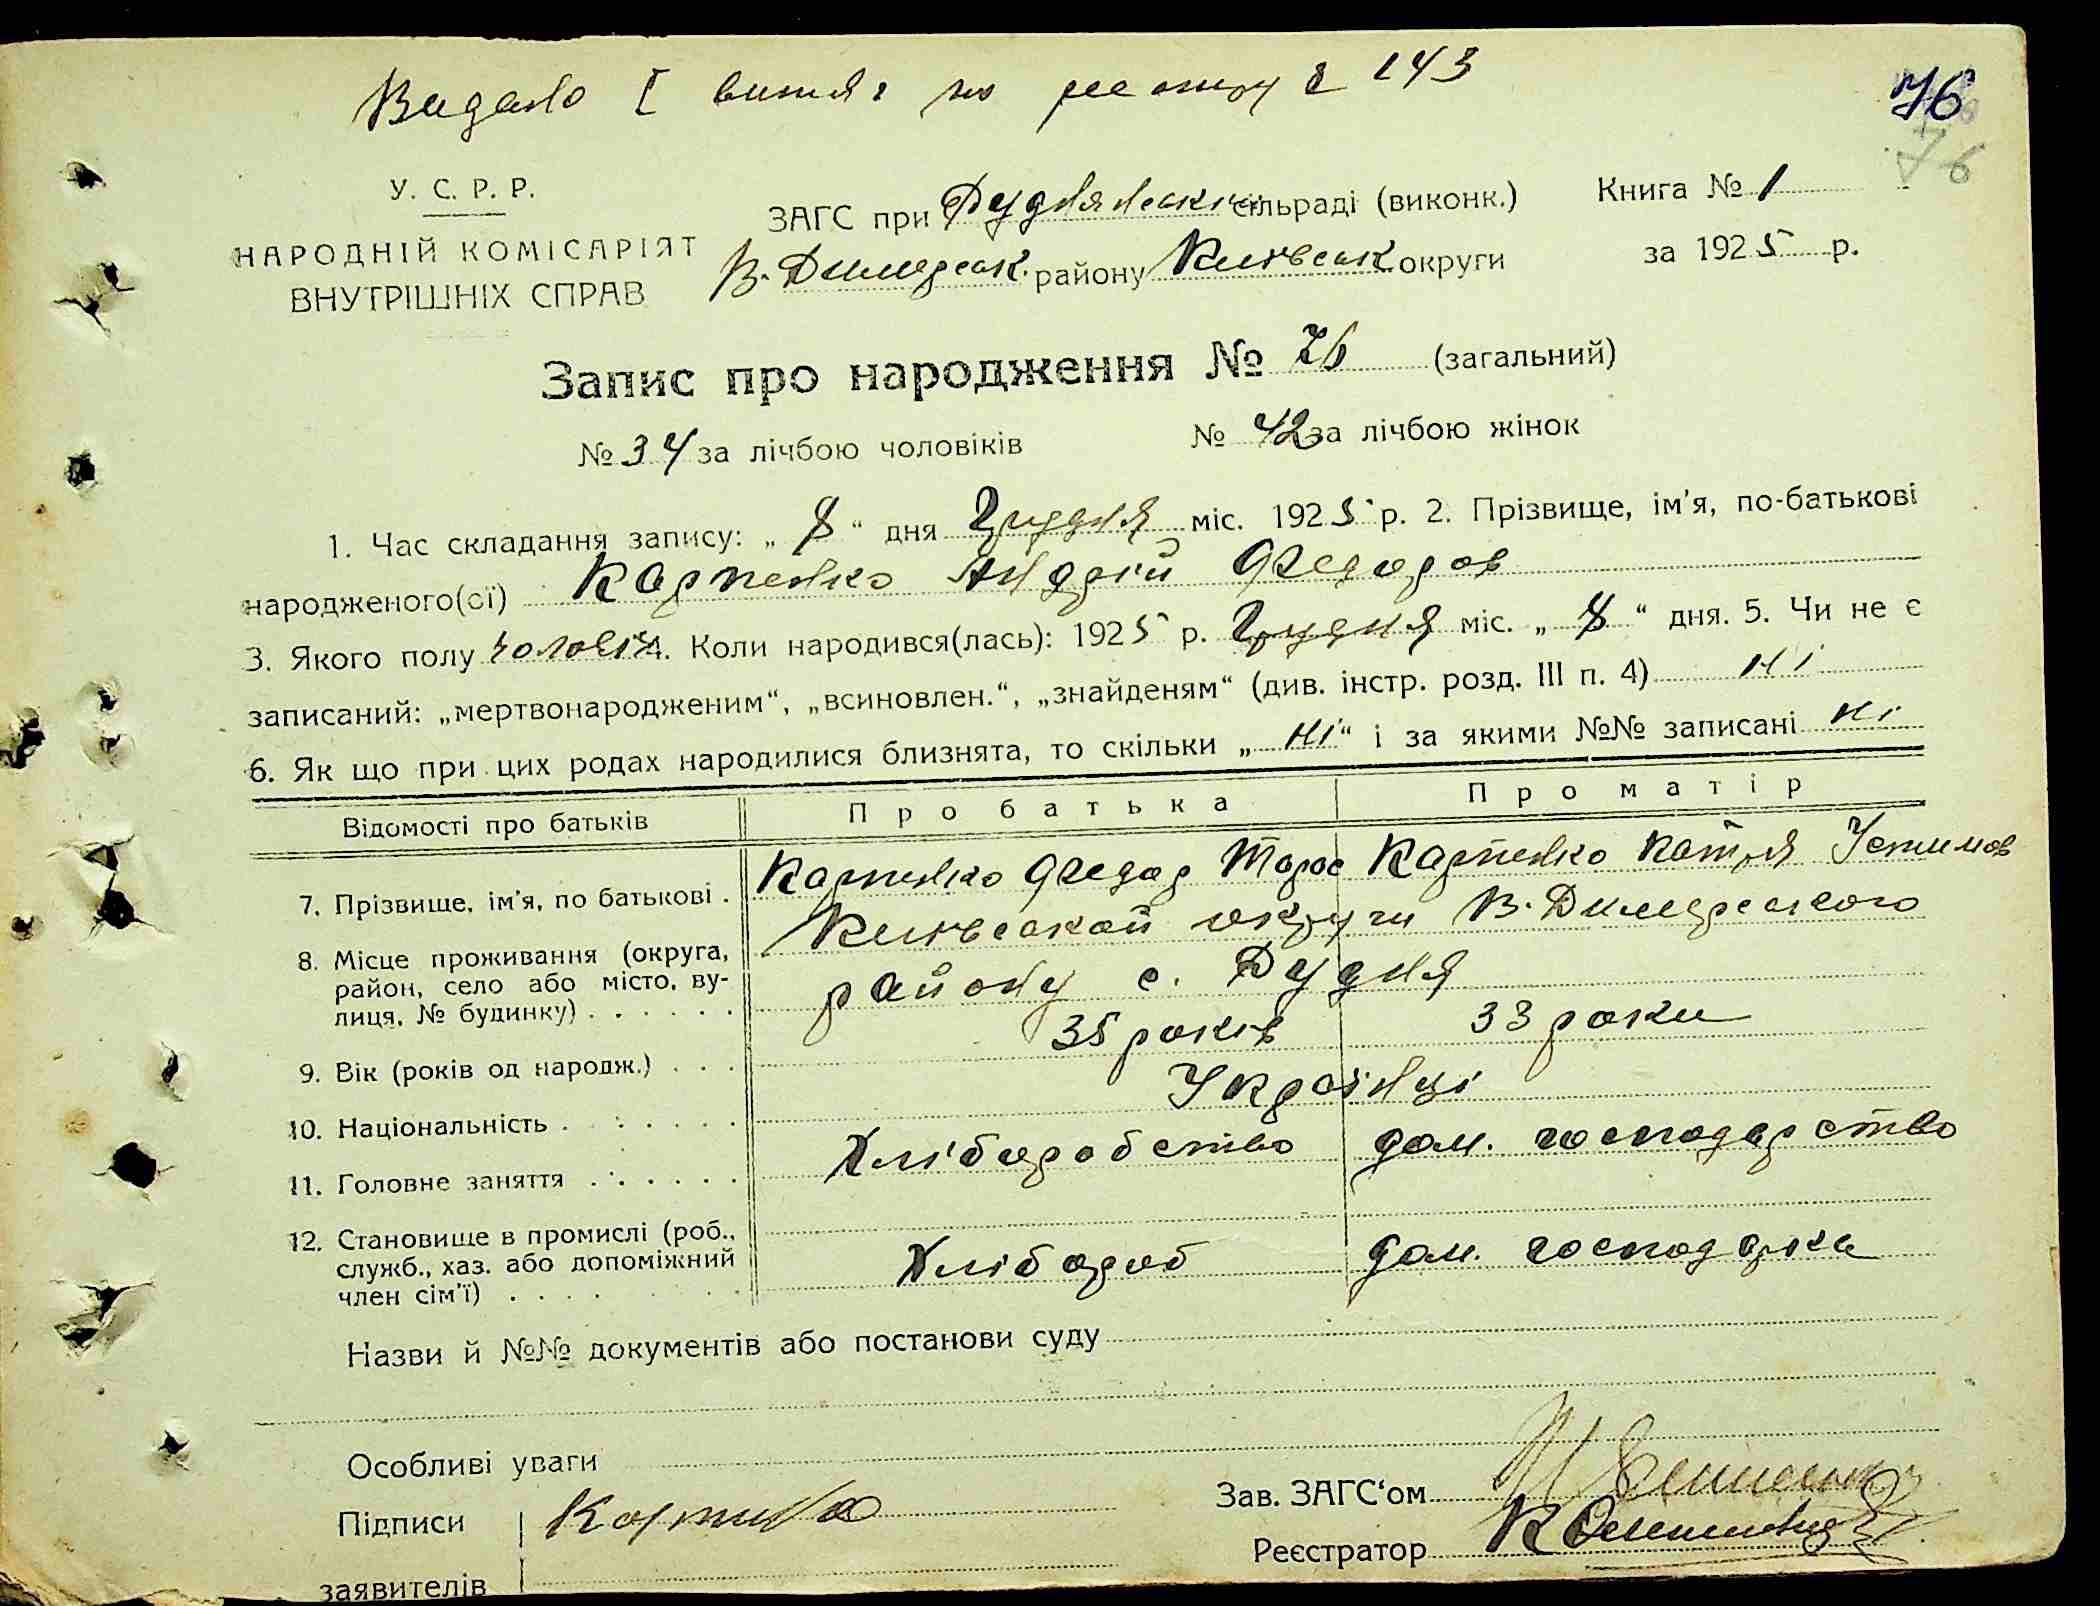 Видано І витяг по реєстру 143
76
76
У. С. Р. Р.
НАРОДНІЙ КОМІСАРІЯТ
ВНУТРІШНІХ СПРАВ
ЗАГС при Руднянськ сільраді (виконк.)
В. Димерськ. району Київськ округи
Книга № 1
за 1925 р.
Запис про народження № 76 (загальний)
№ 34 за лічбою чоловіків № 42 за лічбою жінок
1. Час складання запису: „ 8 “ дня Грудня міс. 1925 р. 2. Прізвище, ім'я, по-батькові
народженого(ої) Карпенко Андрій Федоров
3. Якого полу чоловіч 4. Коли народився(лась): 1925 р. Грудня міс. „ 8 “ дня. 5. Чи не є
записаний: „мертвонародженим“, „всиновлен.“, „знайденям“ (див. інстр. розд. III п. 4) ні
6. Як що при цих родах народилися близнята, то скільки „ ні “ і за якими №№ записані ні
Відомості про батьків Про батька Про матір
7. Прізвище, ім'я, по батькові . Карпенко Федор Тарас Карпенко Катря Устимов
8. Місце проживання (округа, Київської округи В. Димерського
район, село або місто, ву- району с. Рудня
лиця, № будинку) . . . . . .
9. Вік (років од народж.) . . . 35 років 33 роки
10. Національність . . . . . . Українці
11. Головне заняття . . . . . . Хліборобство дом. господарство
12. Становище в промислі (роб.,
служб., хаз. або допоміжний Хлібороб дом. господарка
член сім'ї) . . . .
Назви й №№ документів або постанови суду
Особливі уваги
Зав. ЗАГС'ом
Підписи
Реєстратор
заявителів